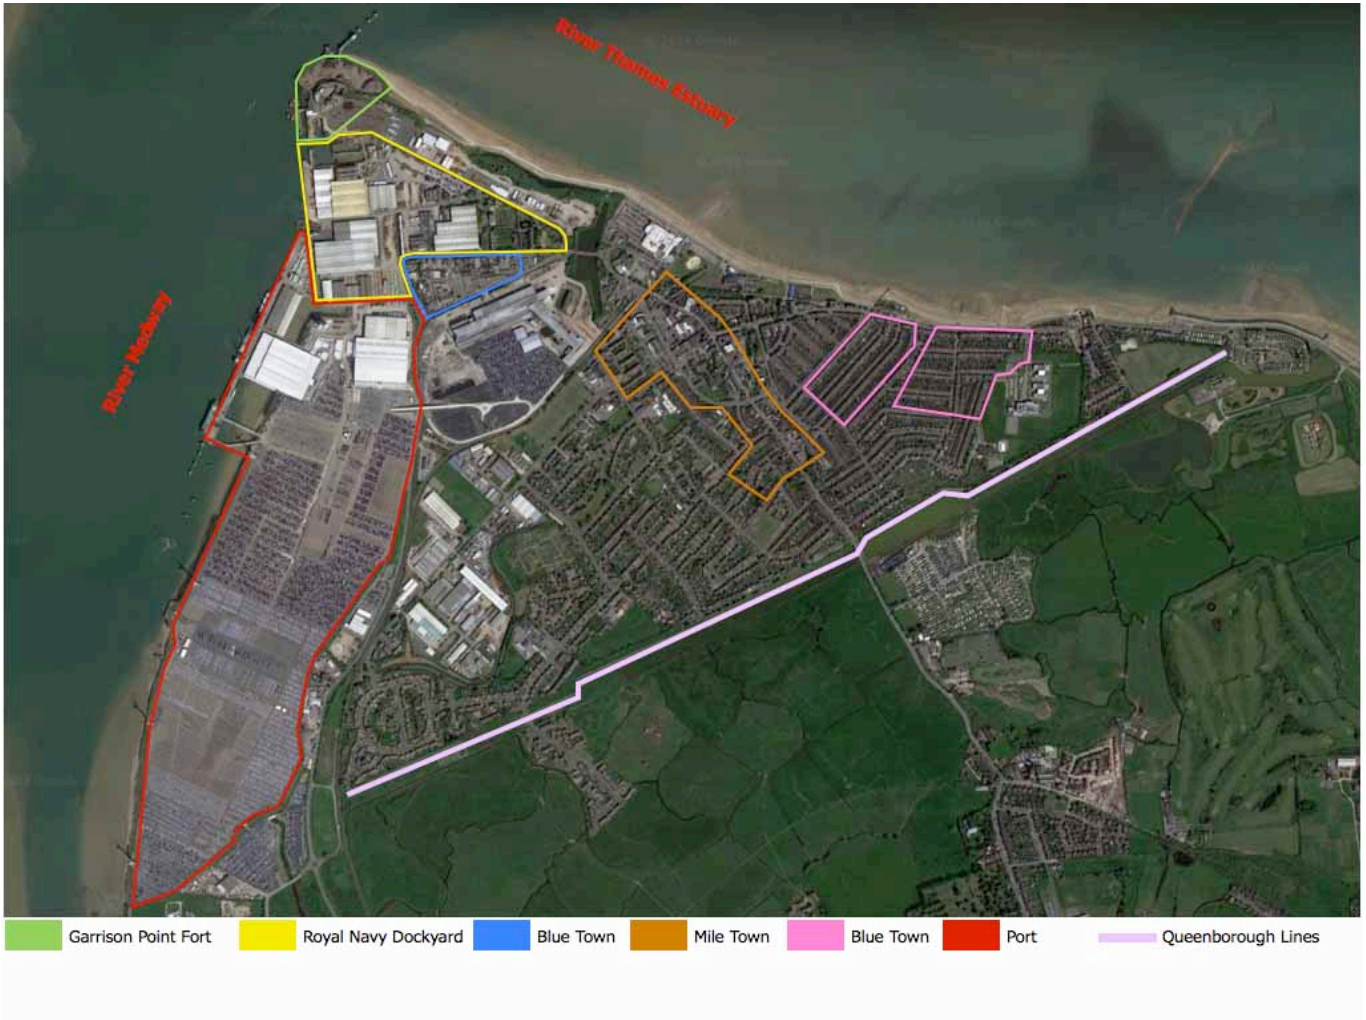 River Thames Estuary
River Medway
Garrison Point Fort
Royal Navy Dockyard
Blue Town
Mile Town
Blue Town
Port
Queenborough Lines